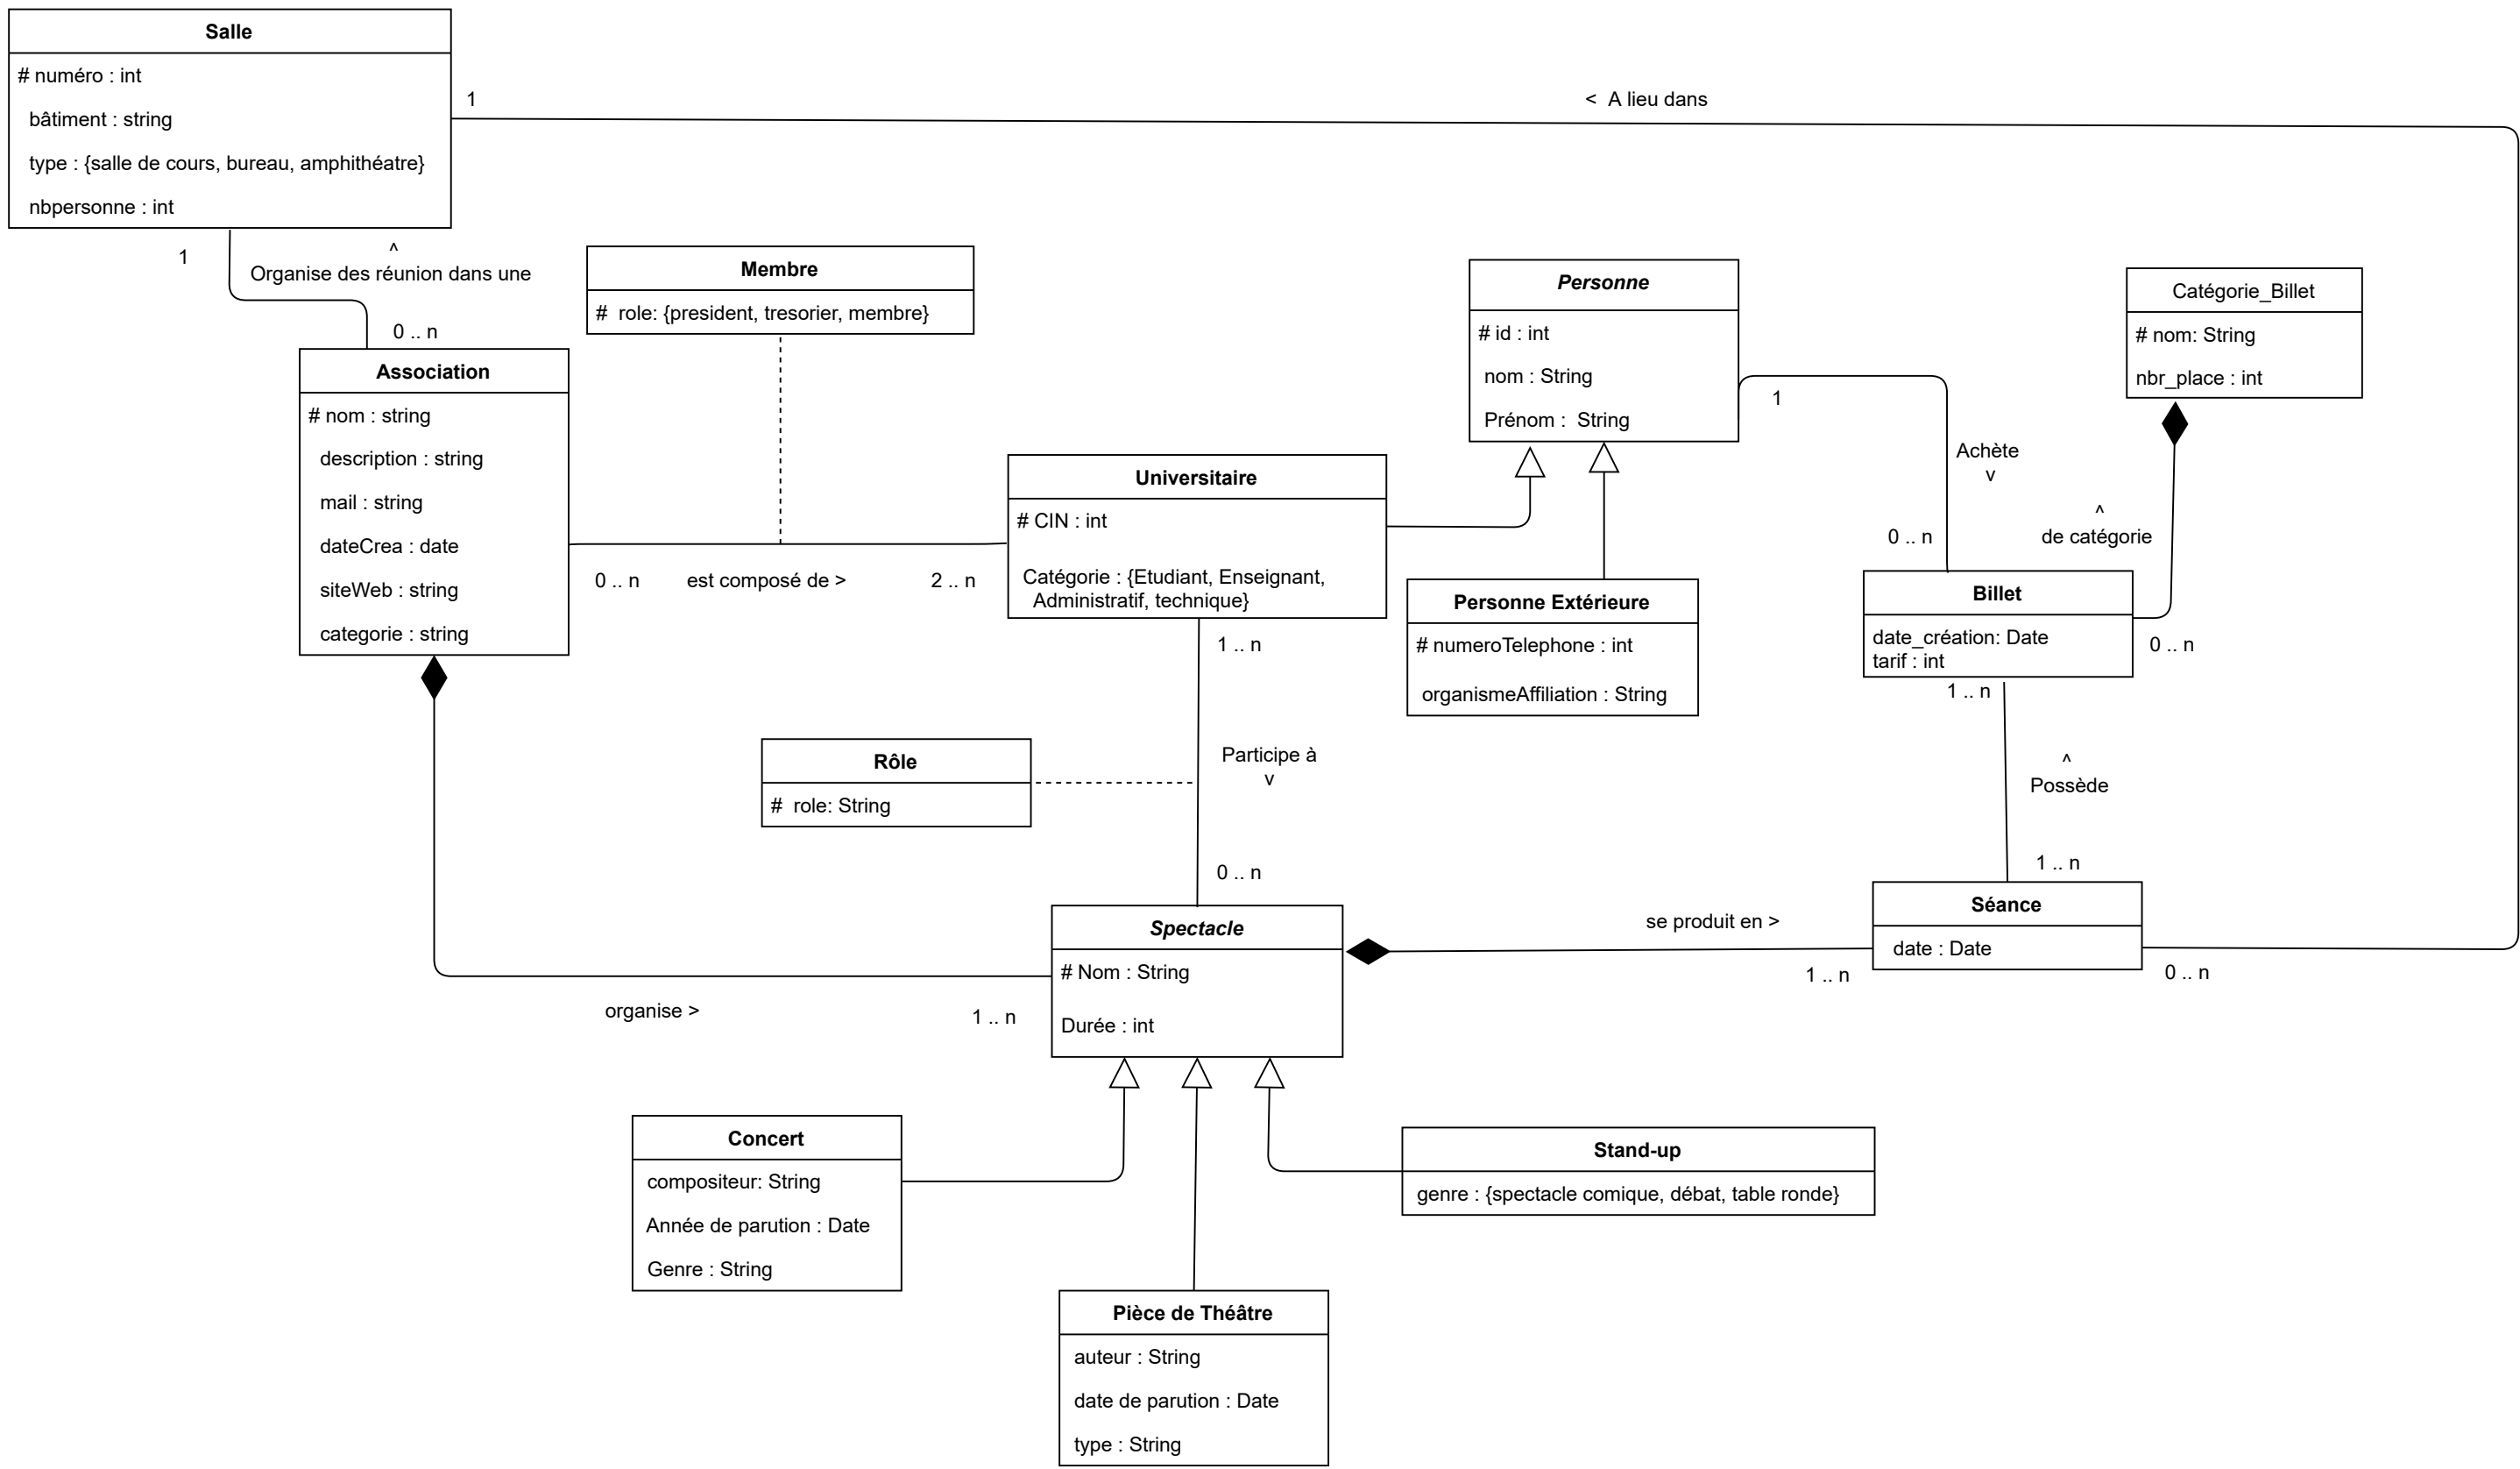 Salle
# numéro : int
bâtiment : string
type : {salle de cours, bureau, amphithéatre}
nbpersonne : int
1
< A lieu dans
1
^
Organise des réunion dans une
0 .. n
Membre
# role: {president, tresorier, membre}
Personne
# id : int
nom : String
Prénom : String
Catégorie_Billet
# nom: String
nbr_place : int
Association
# nom : string
description : string
mail : string
dateCrea : date
siteWeb : string
categorie : string
0 .. n
est composé de >
2 .. n
Universitaire
# CIN : int
Catégorie : {Etudiant, Enseignant,
Administratif, technique}
1
Achète
v
0 .. n
^
de catégorie
0 .. n
Personne Extérieure
# numeroTelephone : int
organismeAffiliation : String
Billet
date_création: Date
tarif : int
1 .. n
1 .. n
Participe à
v
0 .. n
Rôle
# role: String
^
Possède
1 .. n
Spectacle
# Nom : String
Durée : int
se produit en >
1 .. n
Séance
date : Date
0 .. n
organise >
1 .. n
Concert
compositeur: String
Année de parution : Date
Genre : String
Stand-up
genre : {spectacle comique, débat, table ronde}
Pièce de Théâtre
auteur : String
date de parution : Date
type : String